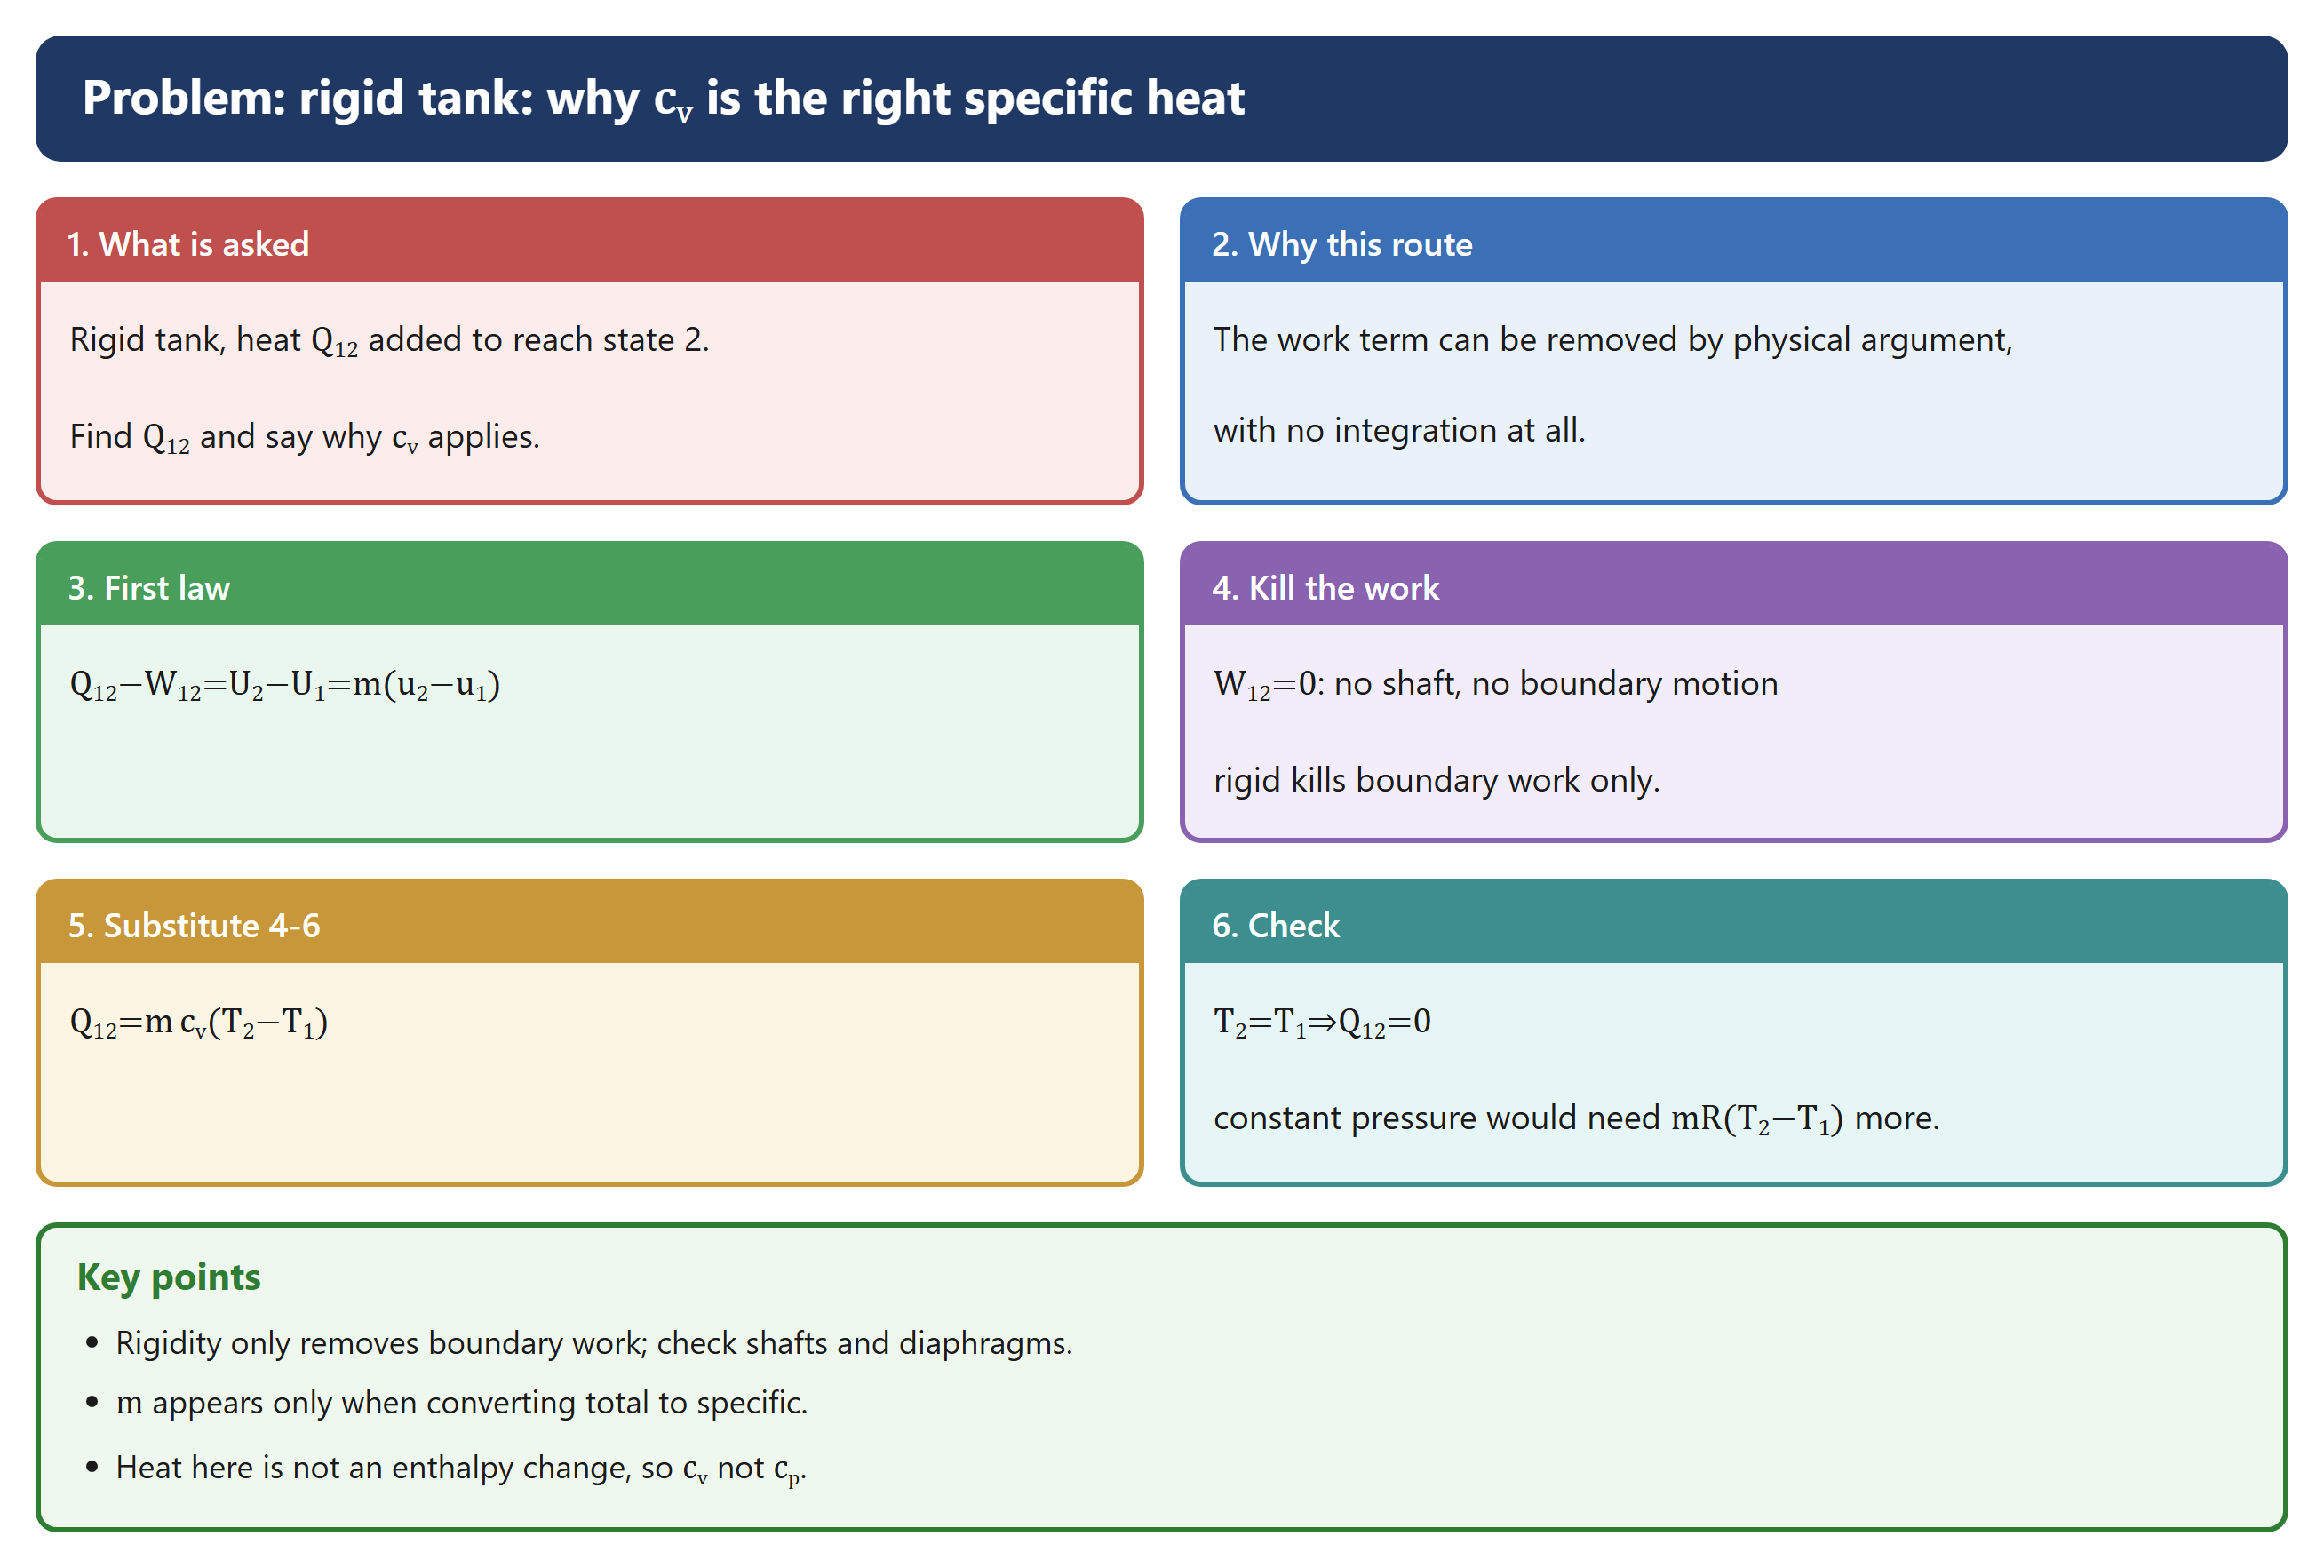 Problem: rigid tank: why cᵥ is the right specific heat
1. What is asked
Rigid tank, heat Q₁₂ added to reach state 2.
Find Q₁₂ and say why cᵥ applies.
2. Why this route
The work term can be removed by physical argument,
with no integration at all.
3. First law
Q₁₂−W₁₂=U₂−U₁=m(u₂−u₁)
4. Kill the work
W₁₂=0: no shaft, no boundary motion
rigid kills boundary work only.
5. Substitute 4-6
Q₁₂=m cᵥ(T₂−T₁)
6. Check
T₂=T₁⇒Q₁₂=0
constant pressure would need mR(T₂−T₁) more.
Key points
• Rigidity only removes boundary work; check shafts and diaphragms.
• m appears only when converting total to specific.
• Heat here is not an enthalpy change, so cᵥ not cₚ.